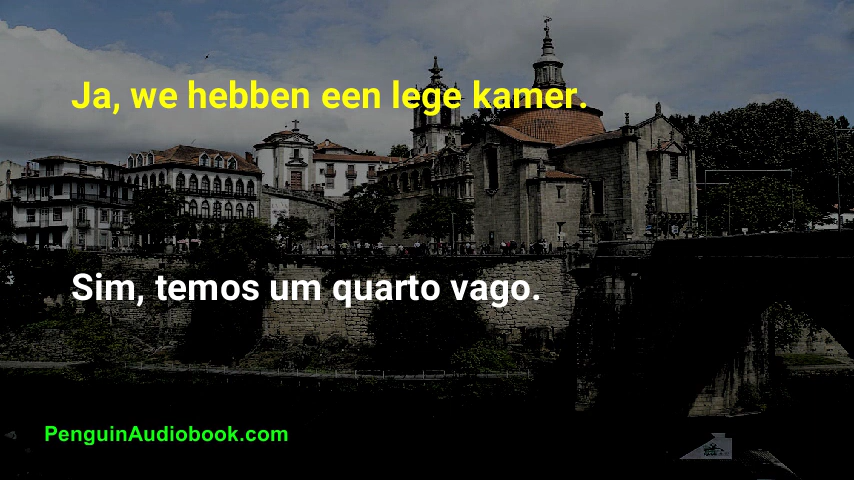 Ja, we hebben een lege kamer.
Sim, temos um quarto vago.
PenguinAudiobook.com